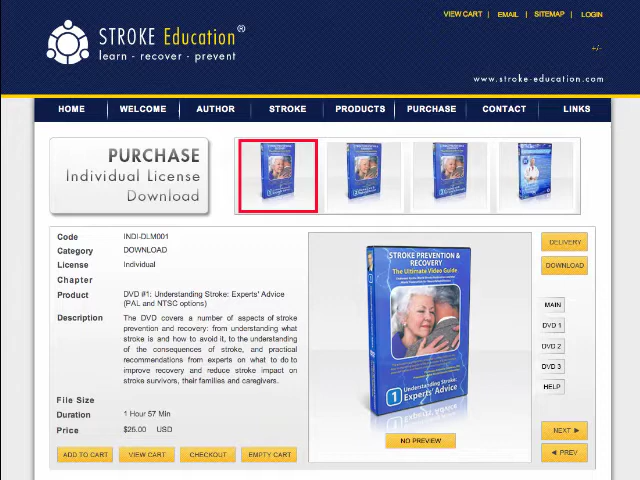 VIEW CART | EMAIL | SITEMAP | LOGIN
STROKE Education®
learn - recover - prevent
+/-
www.stroke-education.com
HOME WELCOME AUTHOR STROKE PRODUCTS PURCHASE CONTACT LINKS
PURCHASE
Individual License
Download
Code INDI-DLM001
Category DOWNLOAD
License Individual
Chapter
Product DVD #1: Understanding Stroke: Experts' Advice
(PAL and NTSC options)
Description The DVD covers a number of aspects of stroke
prevention and recovery: from understanding what
stroke is and how to avoid it, to the understanding
of the consequences of stroke, and practical
recommendations from experts on what to do to
improve recovery and reduce stroke impact on
stroke survivors, their families and caregivers.
File Size
Duration 1 Hour 57 Min
Price $26.00 USD
ADD TO CART VIEW CART CHECKOUT EMPTY CART
STROKE PREVENTION &
RECOVERY
The Ultimate Video Guide
1 Understanding Stroke:
Experts' Advice
NO PREVIEW
DELIVERY
DOWNLOAD
MAIN
DVD 1
DVD 2
DVD 3
HELP
NEXT
PREV